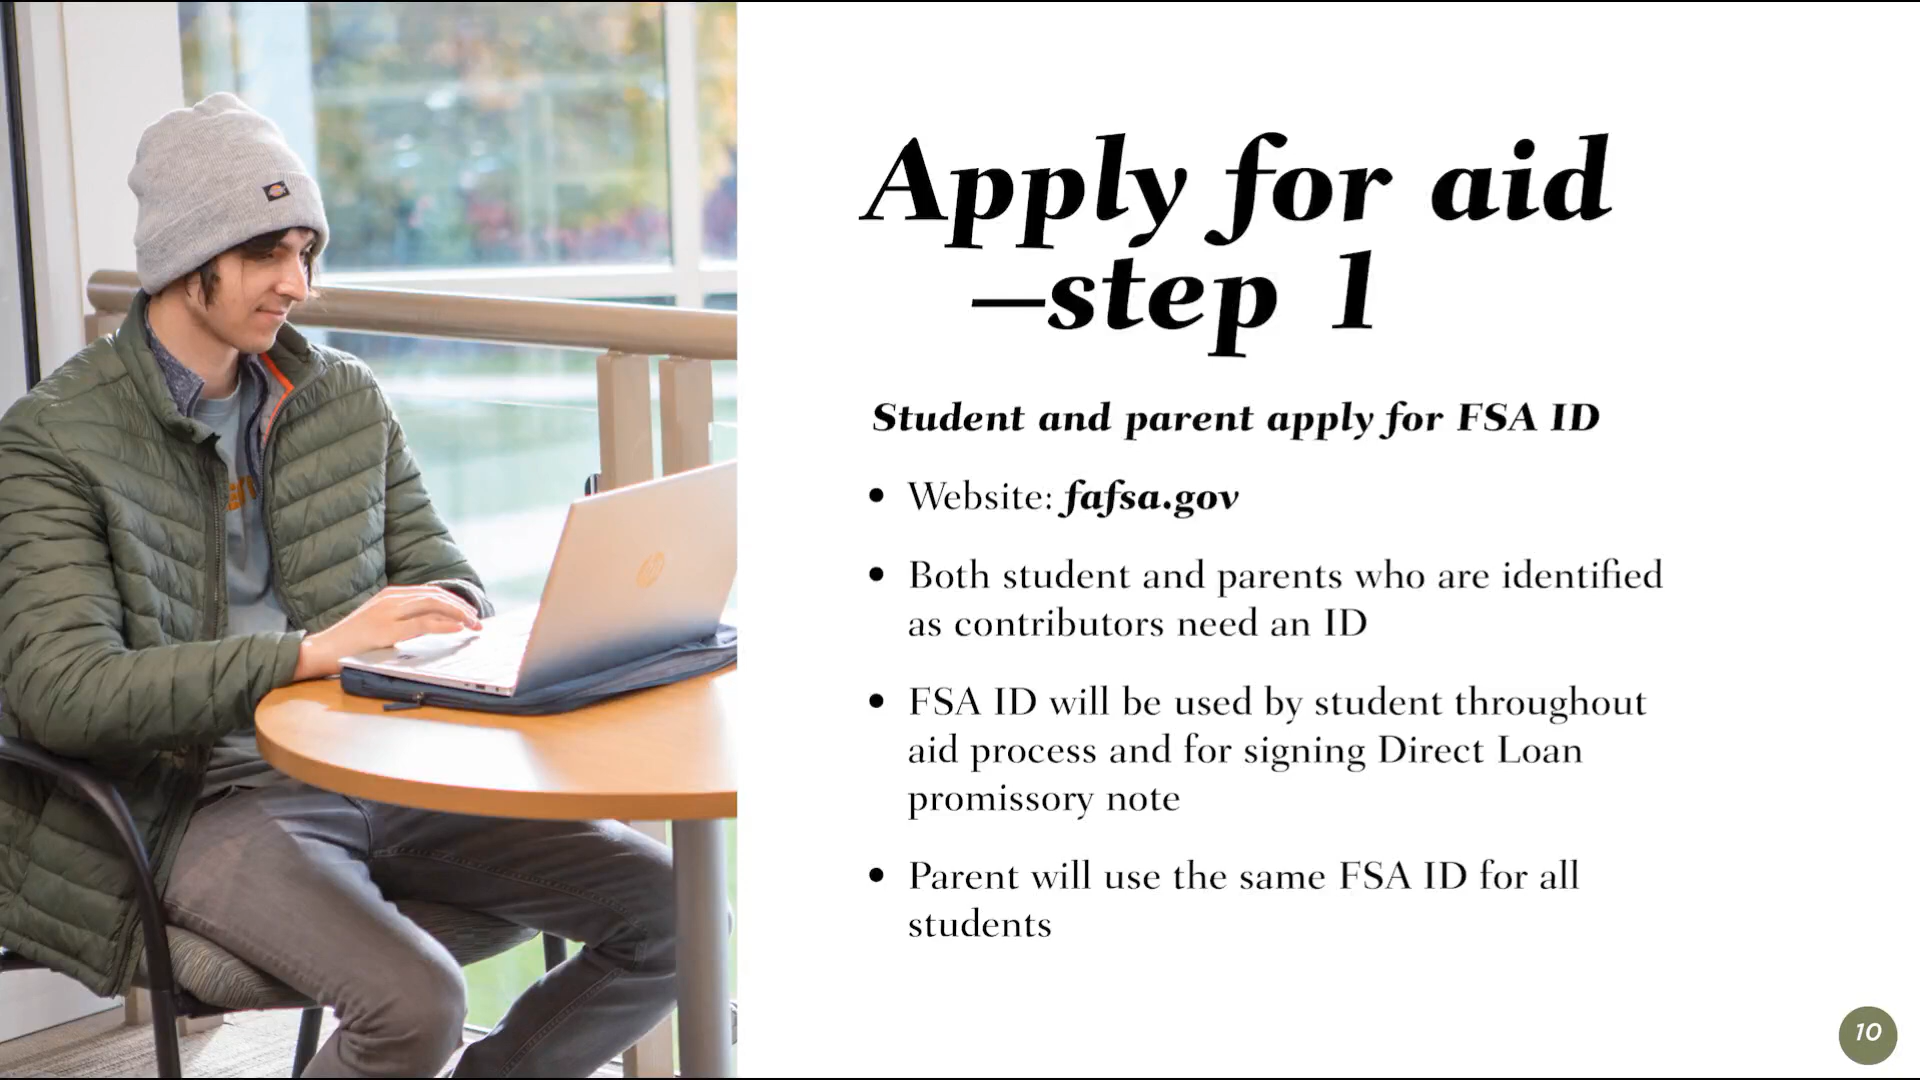 Apply for aid
—step 1
Student and parent apply for FSA ID
• Website: fafsa.gov
• Both student and parents who are identified
as contributors need an ID
• FSA ID will be used by student throughout
aid process and for signing Direct Loan
promissory note
• Parent will use the same FSA ID for all
students
10